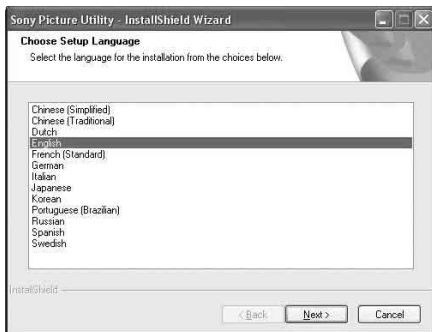 Sony Picture Utility - InstallShield Wizard
Choose Setup Language
Select the language for the installation from the choices below.
Chinese (Simplified)
Chinese (Traditional)
Dutch
English
French (Standard)
German
Italian
Japanese
Korean
Portuguese (Brazilian)
Russian
Spanish
Swedish
InstallShield
< Back
Next >
Cancel